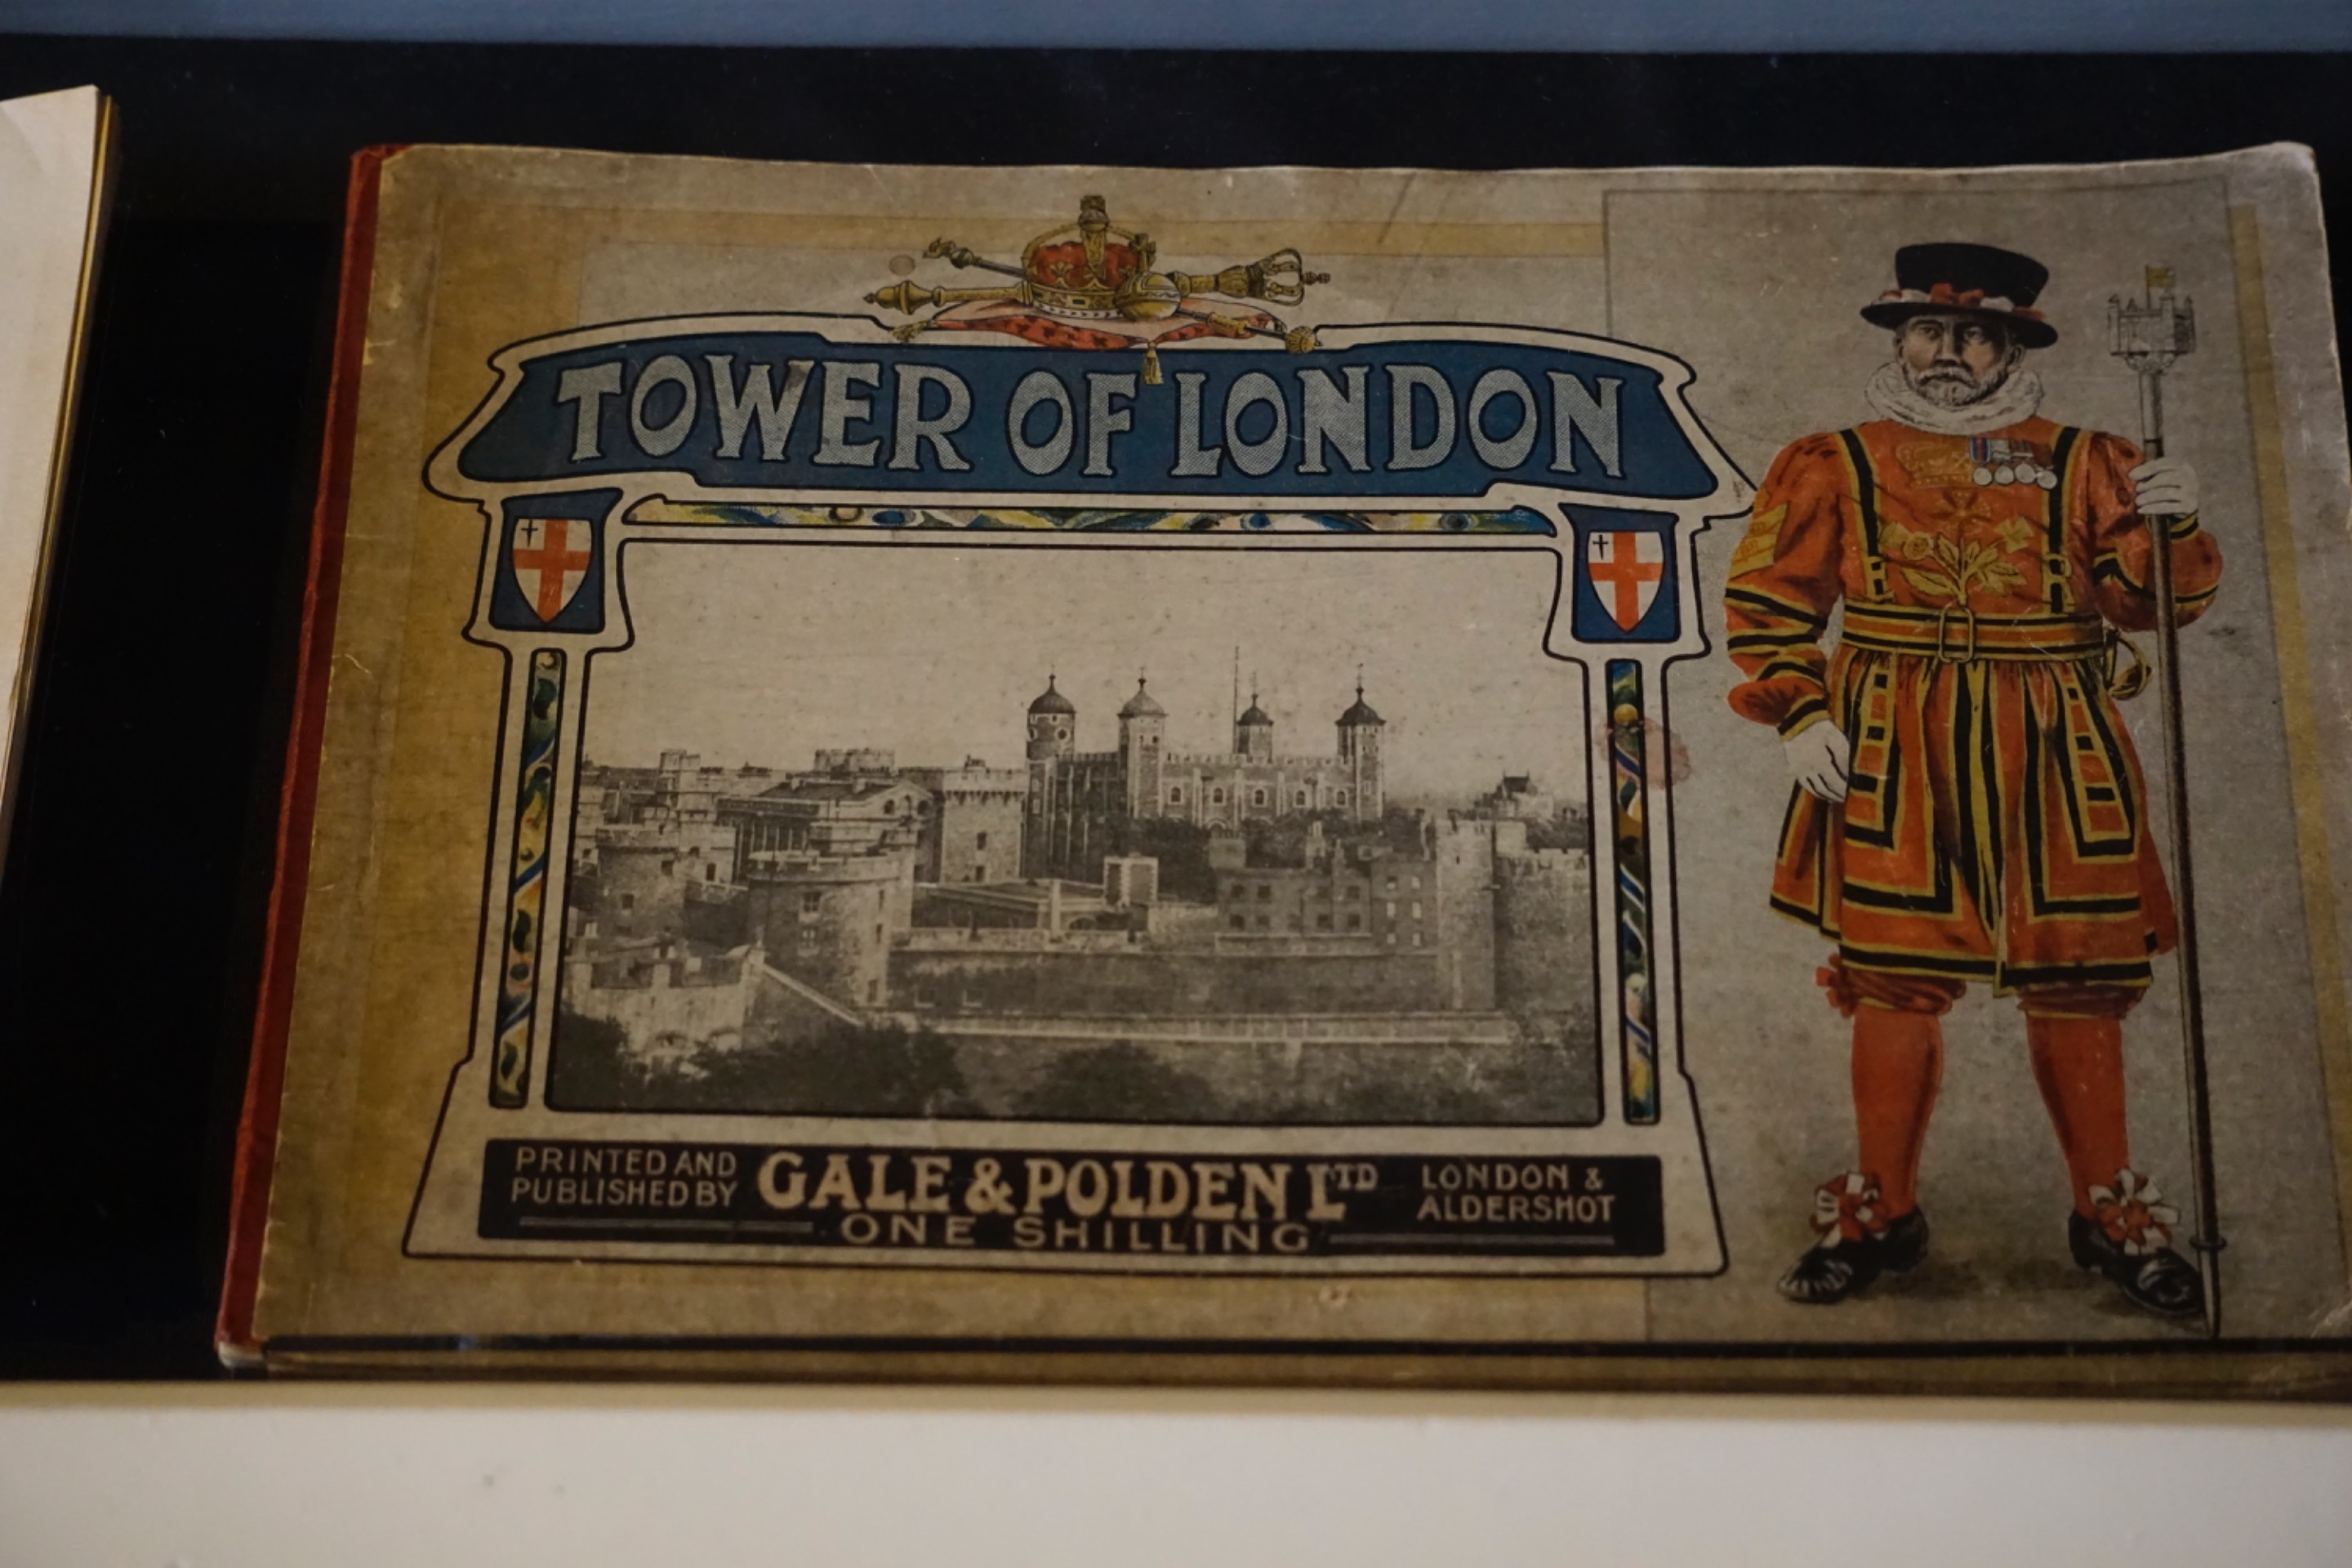 TOWER OF LONDON
PRINTED AND
PUBLISHED BY
GALE & POLDEN LTD
LONDON &
ALDERSHOT
ONE SHILLING